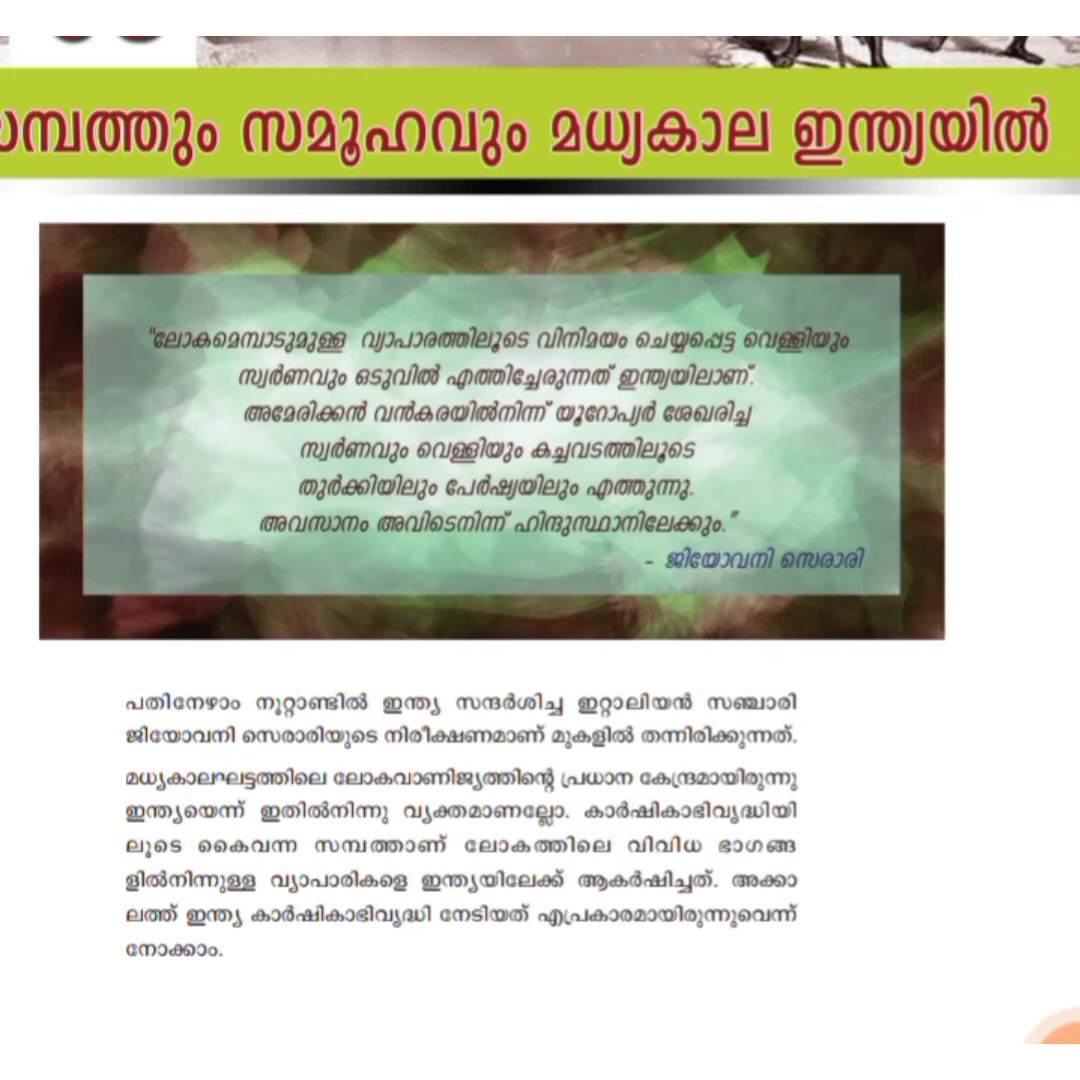 സമ്പത്തും സമൂഹവും മധ്യകാല ഇന്ത്യയിൽ
"ലോകമെമ്പാടുമുള്ള വ്യാപാരത്തിലൂടെ വിനിമയം ചെയ്യപ്പെട്ട വെള്ളിയും
സ്വർണവും ഒടുവിൽ എത്തിച്ചേരുന്നത് ഇന്ത്യയിലാണ്.
അമേരിക്കൻ വൻകരയിൽനിന്ന് യൂറോപ്യർ ശേഖരിച്ച
സ്വർണവും വെള്ളിയും കച്ചവടത്തിലൂടെ
തുർക്കിയിലും പേർഷ്യയിലും എത്തുന്നു.
അവസാനം അവിടെനിന്ന് ഹിന്ദുസ്ഥാനിലേക്കും.”
- ജിയോവനി സെരാരി
പതിനേഴാം നൂറ്റാണ്ടിൽ ഇന്ത്യ സന്ദർശിച്ച ഇറ്റാലിയൻ സഞ്ചാരി
ജിയോവനി സെരാരിയുടെ നിരീക്ഷണമാണ് മുകളിൽ തന്നിരിക്കുന്നത്.
മധ്യകാലഘട്ടത്തിലെ ലോകവാണിജ്യത്തിന്റെ പ്രധാന കേന്ദ്രമായിരുന്നു
ഇന്ത്യയെന്ന് ഇതിൽനിന്നു വ്യക്തമാണല്ലോ. കാർഷികാഭിവൃദ്ധിയി
ലൂടെ കൈവന്ന സമ്പത്താണ് ലോകത്തിലെ വിവിധ ഭാഗങ്ങ
ളിൽനിന്നുള്ള വ്യാപാരികളെ ഇന്ത്യയിലേക്ക് ആകർഷിച്ചത്. അക്കാ
ലത്ത് ഇന്ത്യ കാർഷികാഭിവൃദ്ധി നേടിയത് എപ്രകാരമായിരുന്നുവെന്ന്
നോക്കാം.